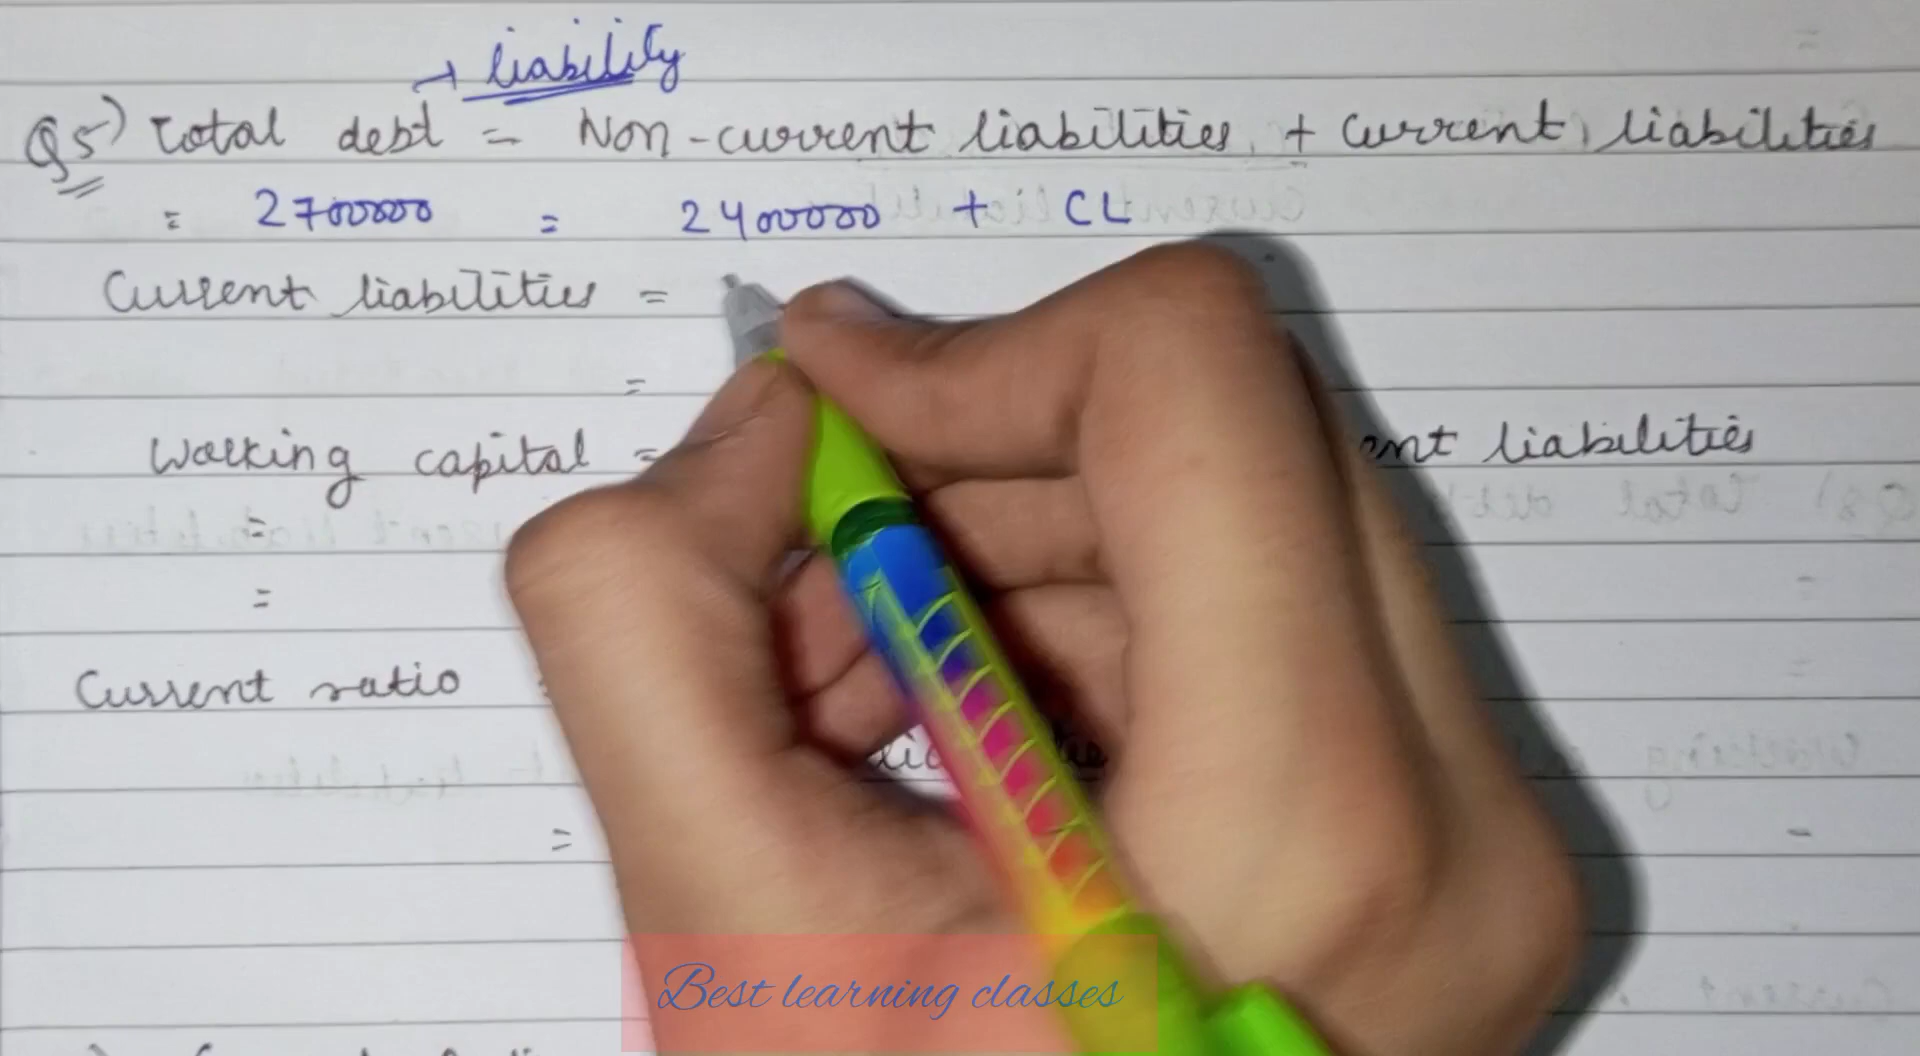 → liability
Q5) Total debt = Non-current liabilities + Current liabilities
= 2700000 = 2400000 + CL
Current liabilities =
=
Working capital = liabilities
=
=
Current ratio
=
Best learning classes